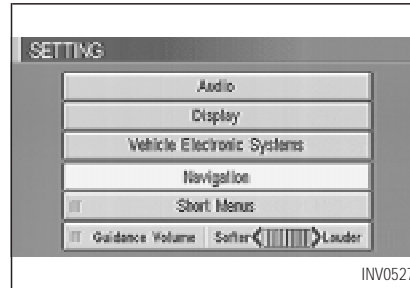 SETTING
Audio
Display
Vehicle Electronic Systems
Navigation
Short Menus
Guidance Volume Softer Louder
INV0527